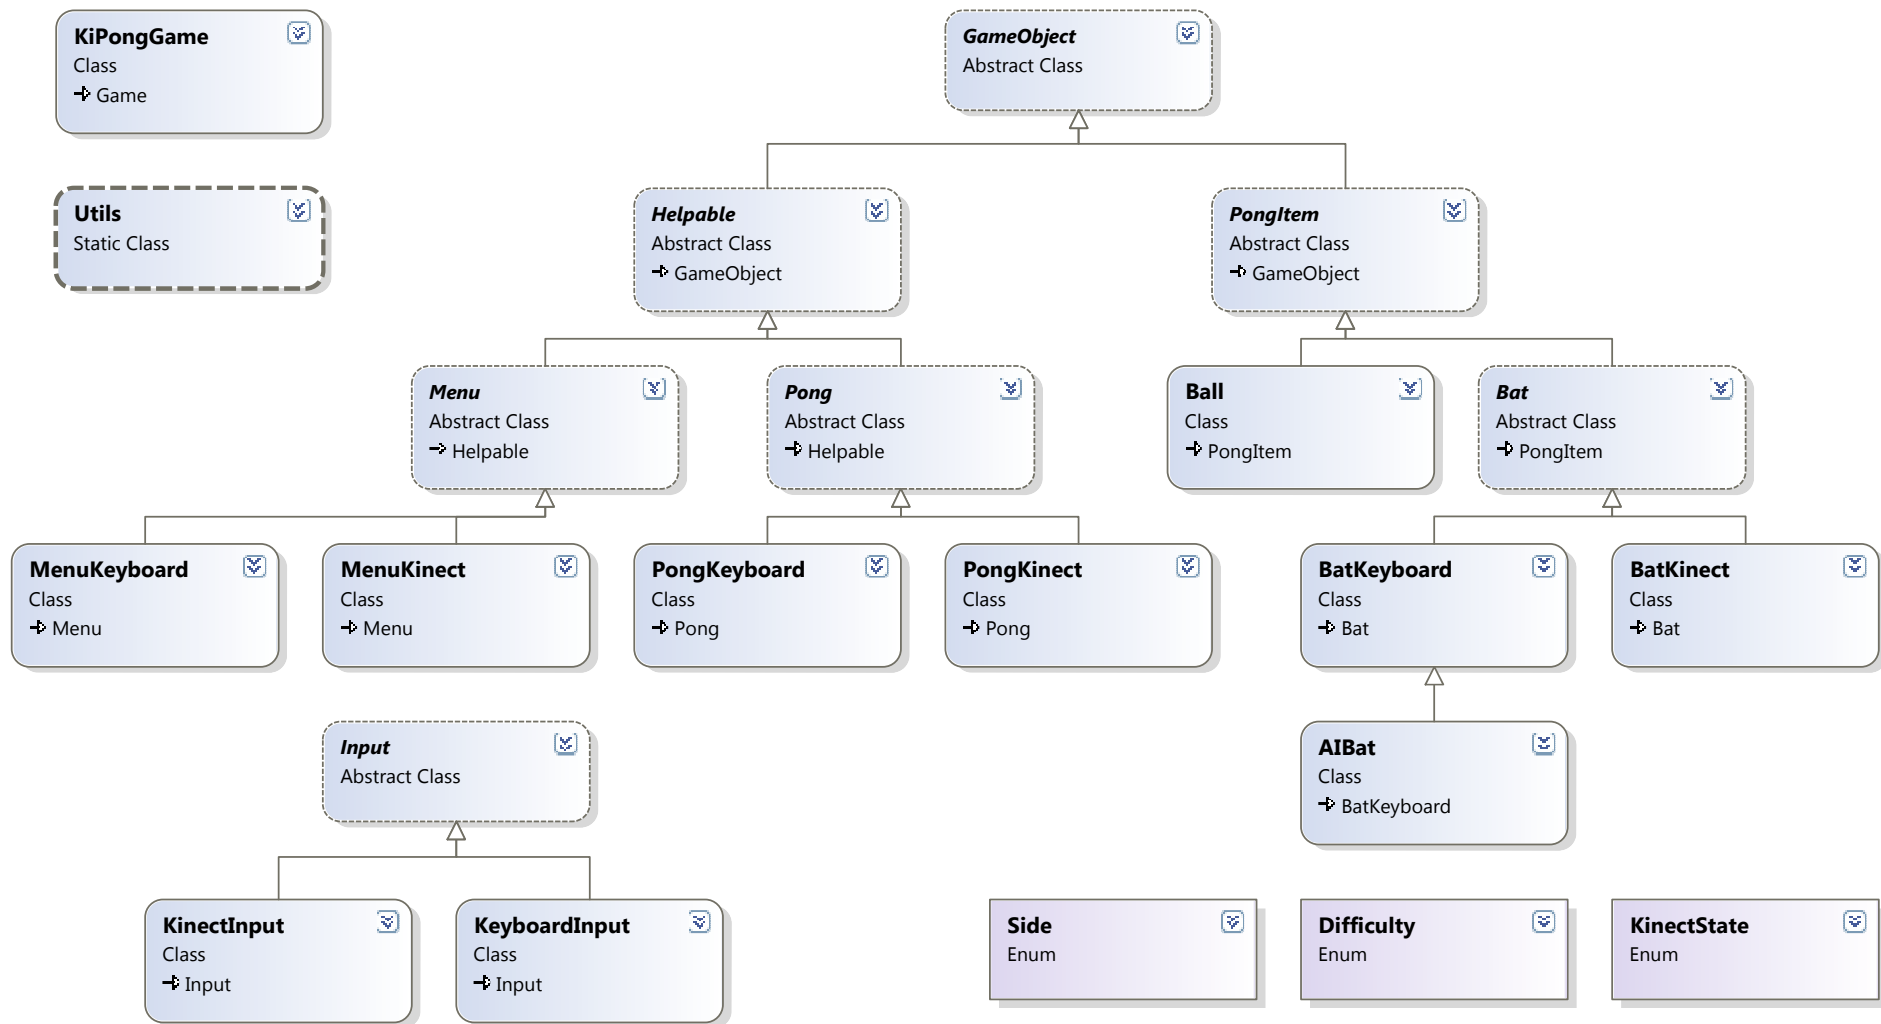 KiPongGame
Class
Game
GameObject
Abstract Class
Utils
Static Class
Helpable
Abstract Class
GameObject
PongItem
Abstract Class
GameObject
Menu
Abstract Class
Helpable
Pong
Abstract Class
Helpable
Ball
Class
PongItem
Bat
Abstract Class
PongItem
MenuKeyboard
Class
Menu
MenuKinect
Class
Menu
PongKeyboard
Class
Pong
PongKinect
Class
Pong
BatKeyboard
Class
Bat
BatKinect
Class
Bat
Input
Abstract Class
AIBat
Class
BatKeyboard
KinectInput
Class
Input
KeyboardInput
Class
Input
Side
Enum
Difficulty
Enum
KinectState
Enum